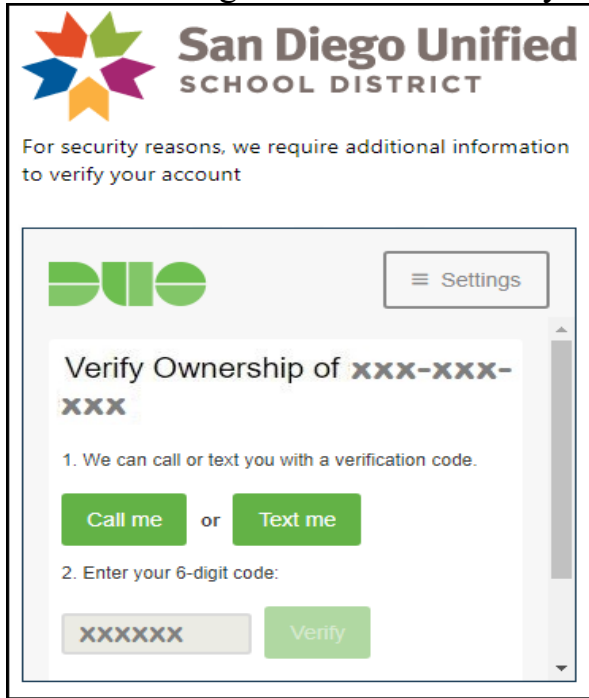 San Diego Unified
SCHOOL DISTRICT
For security reasons, we require additional information
to verify your account
DUO
≡ Settings
Verify Ownership of xxx-xxx-
xxx
1. We can call or text you with a verification code.
Call me or Text me
2. Enter your 6-digit code:
xxxxxx Verify